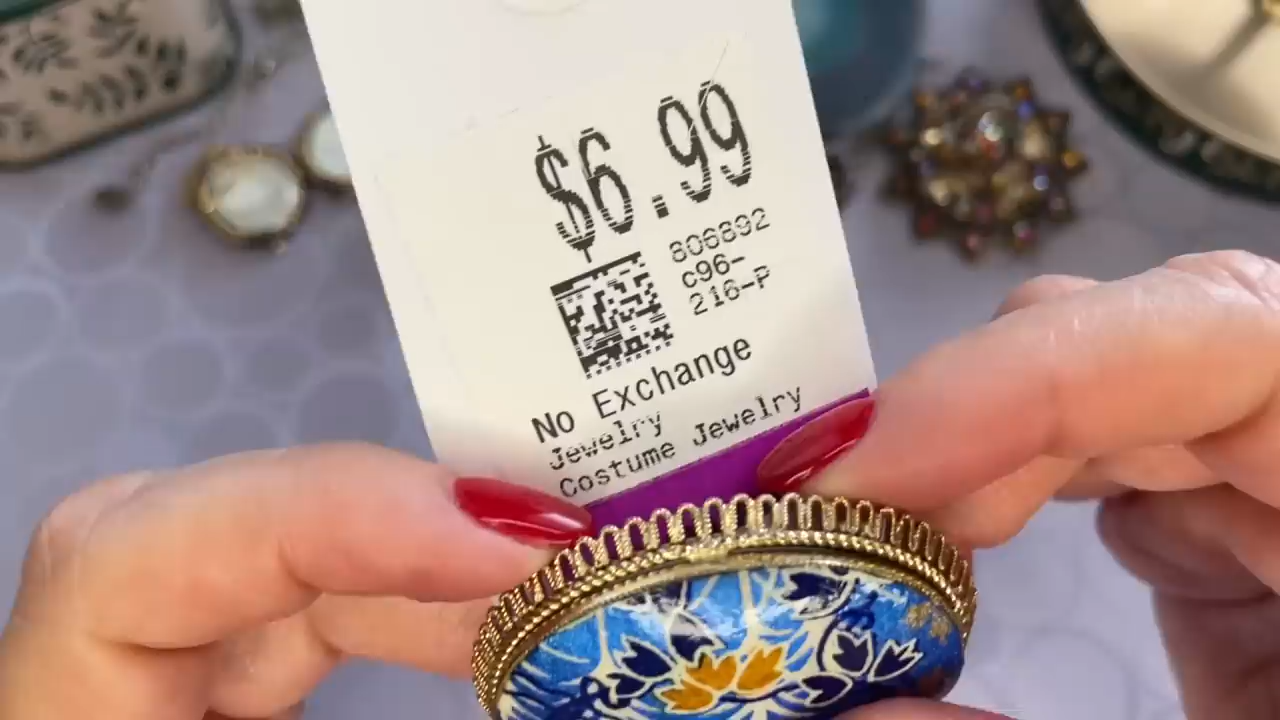 $6.99
806892
c96-
216-P
No Exchange
Jewelry
Costume Jewelry